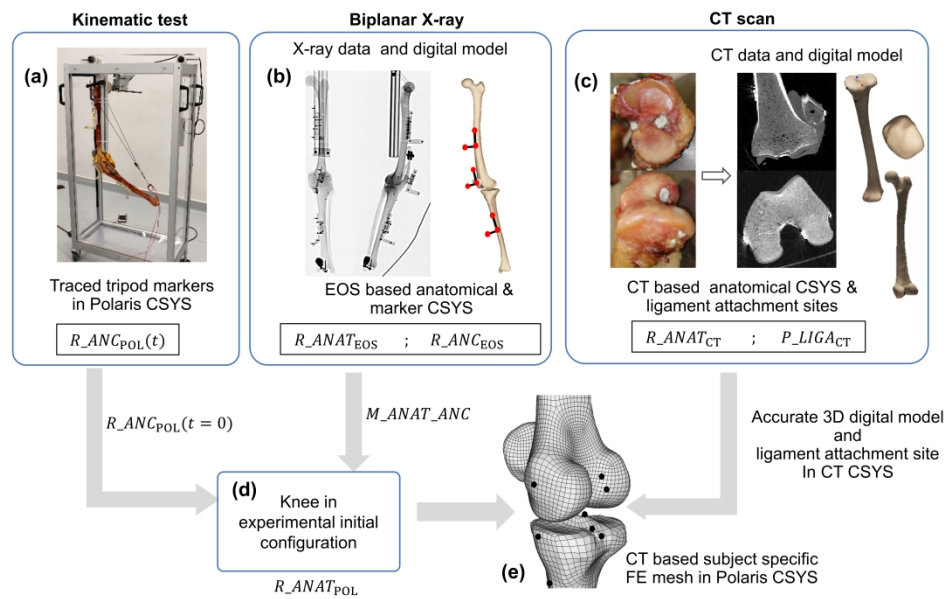 Kinematic test
Biplanar X-ray
CT scan
(a)
X-ray data and digital model
(b)
CT data and digital model
(c)
Traced tripod markers
in Polaris CSYS
R_ANC_POL(t)
EOS based anatomical &
marker CSYS
R_ANAT_EOS ; R_ANC_EOS
CT based anatomical CSYS &
ligament attachment sites
R_ANAT_CT ; P_LIGA_CT
R_ANC_POL(t = 0)
M_ANAT_ANC
Accurate 3D digital model
and
ligament attachment site
In CT CSYS
(d)
Knee in
experimental initial
configuration
R_ANAT_POL
(e)
CT based subject specific
FE mesh in Polaris CSYS